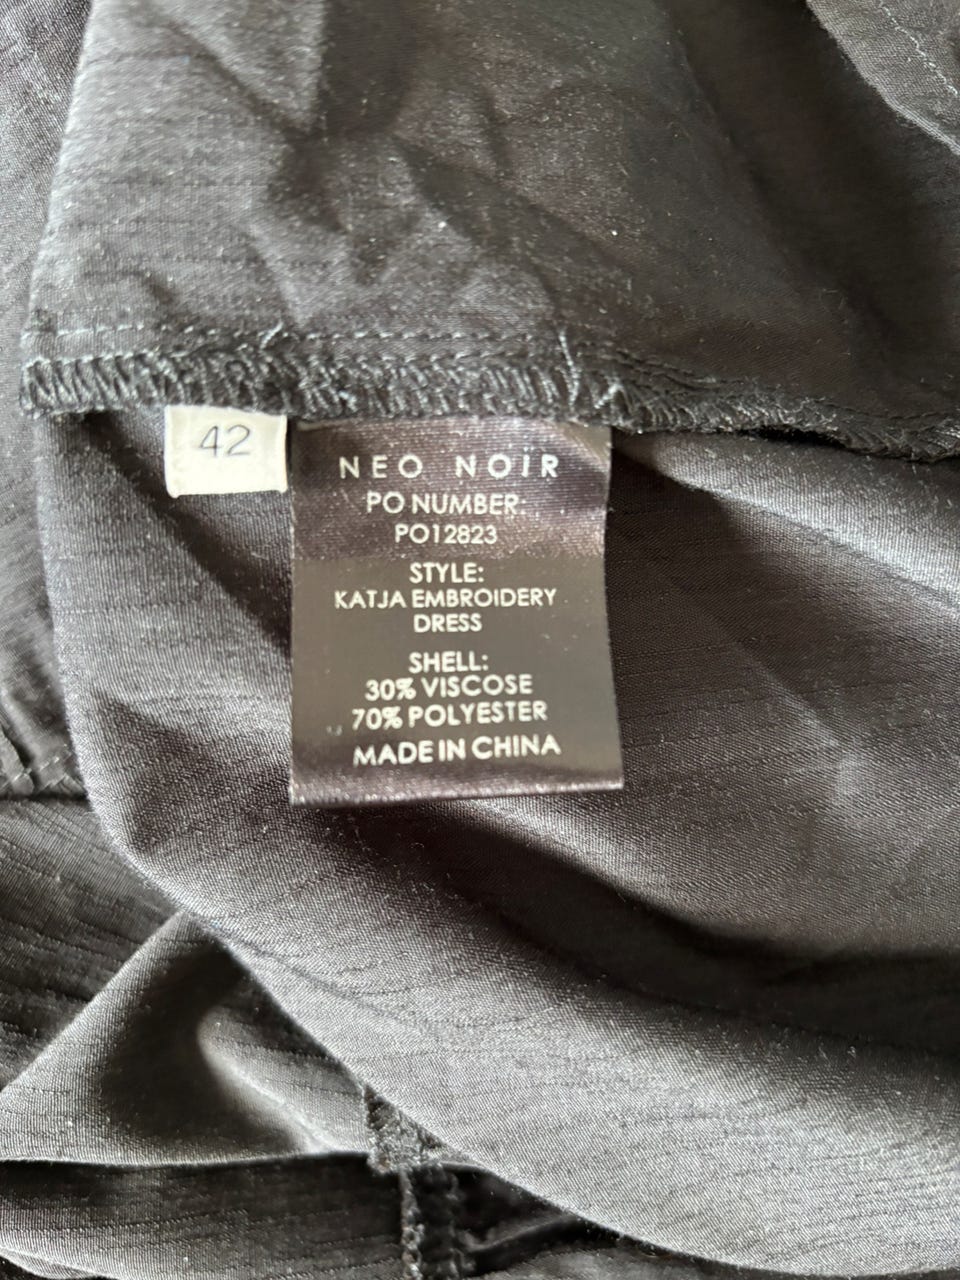 42
NEO NOIR
PO NUMBER:
PO12823
STYLE:
KATJA EMBROIDERY
DRESS
SHELL:
30% VISCOSE
70% POLYESTER
MADE IN CHINA